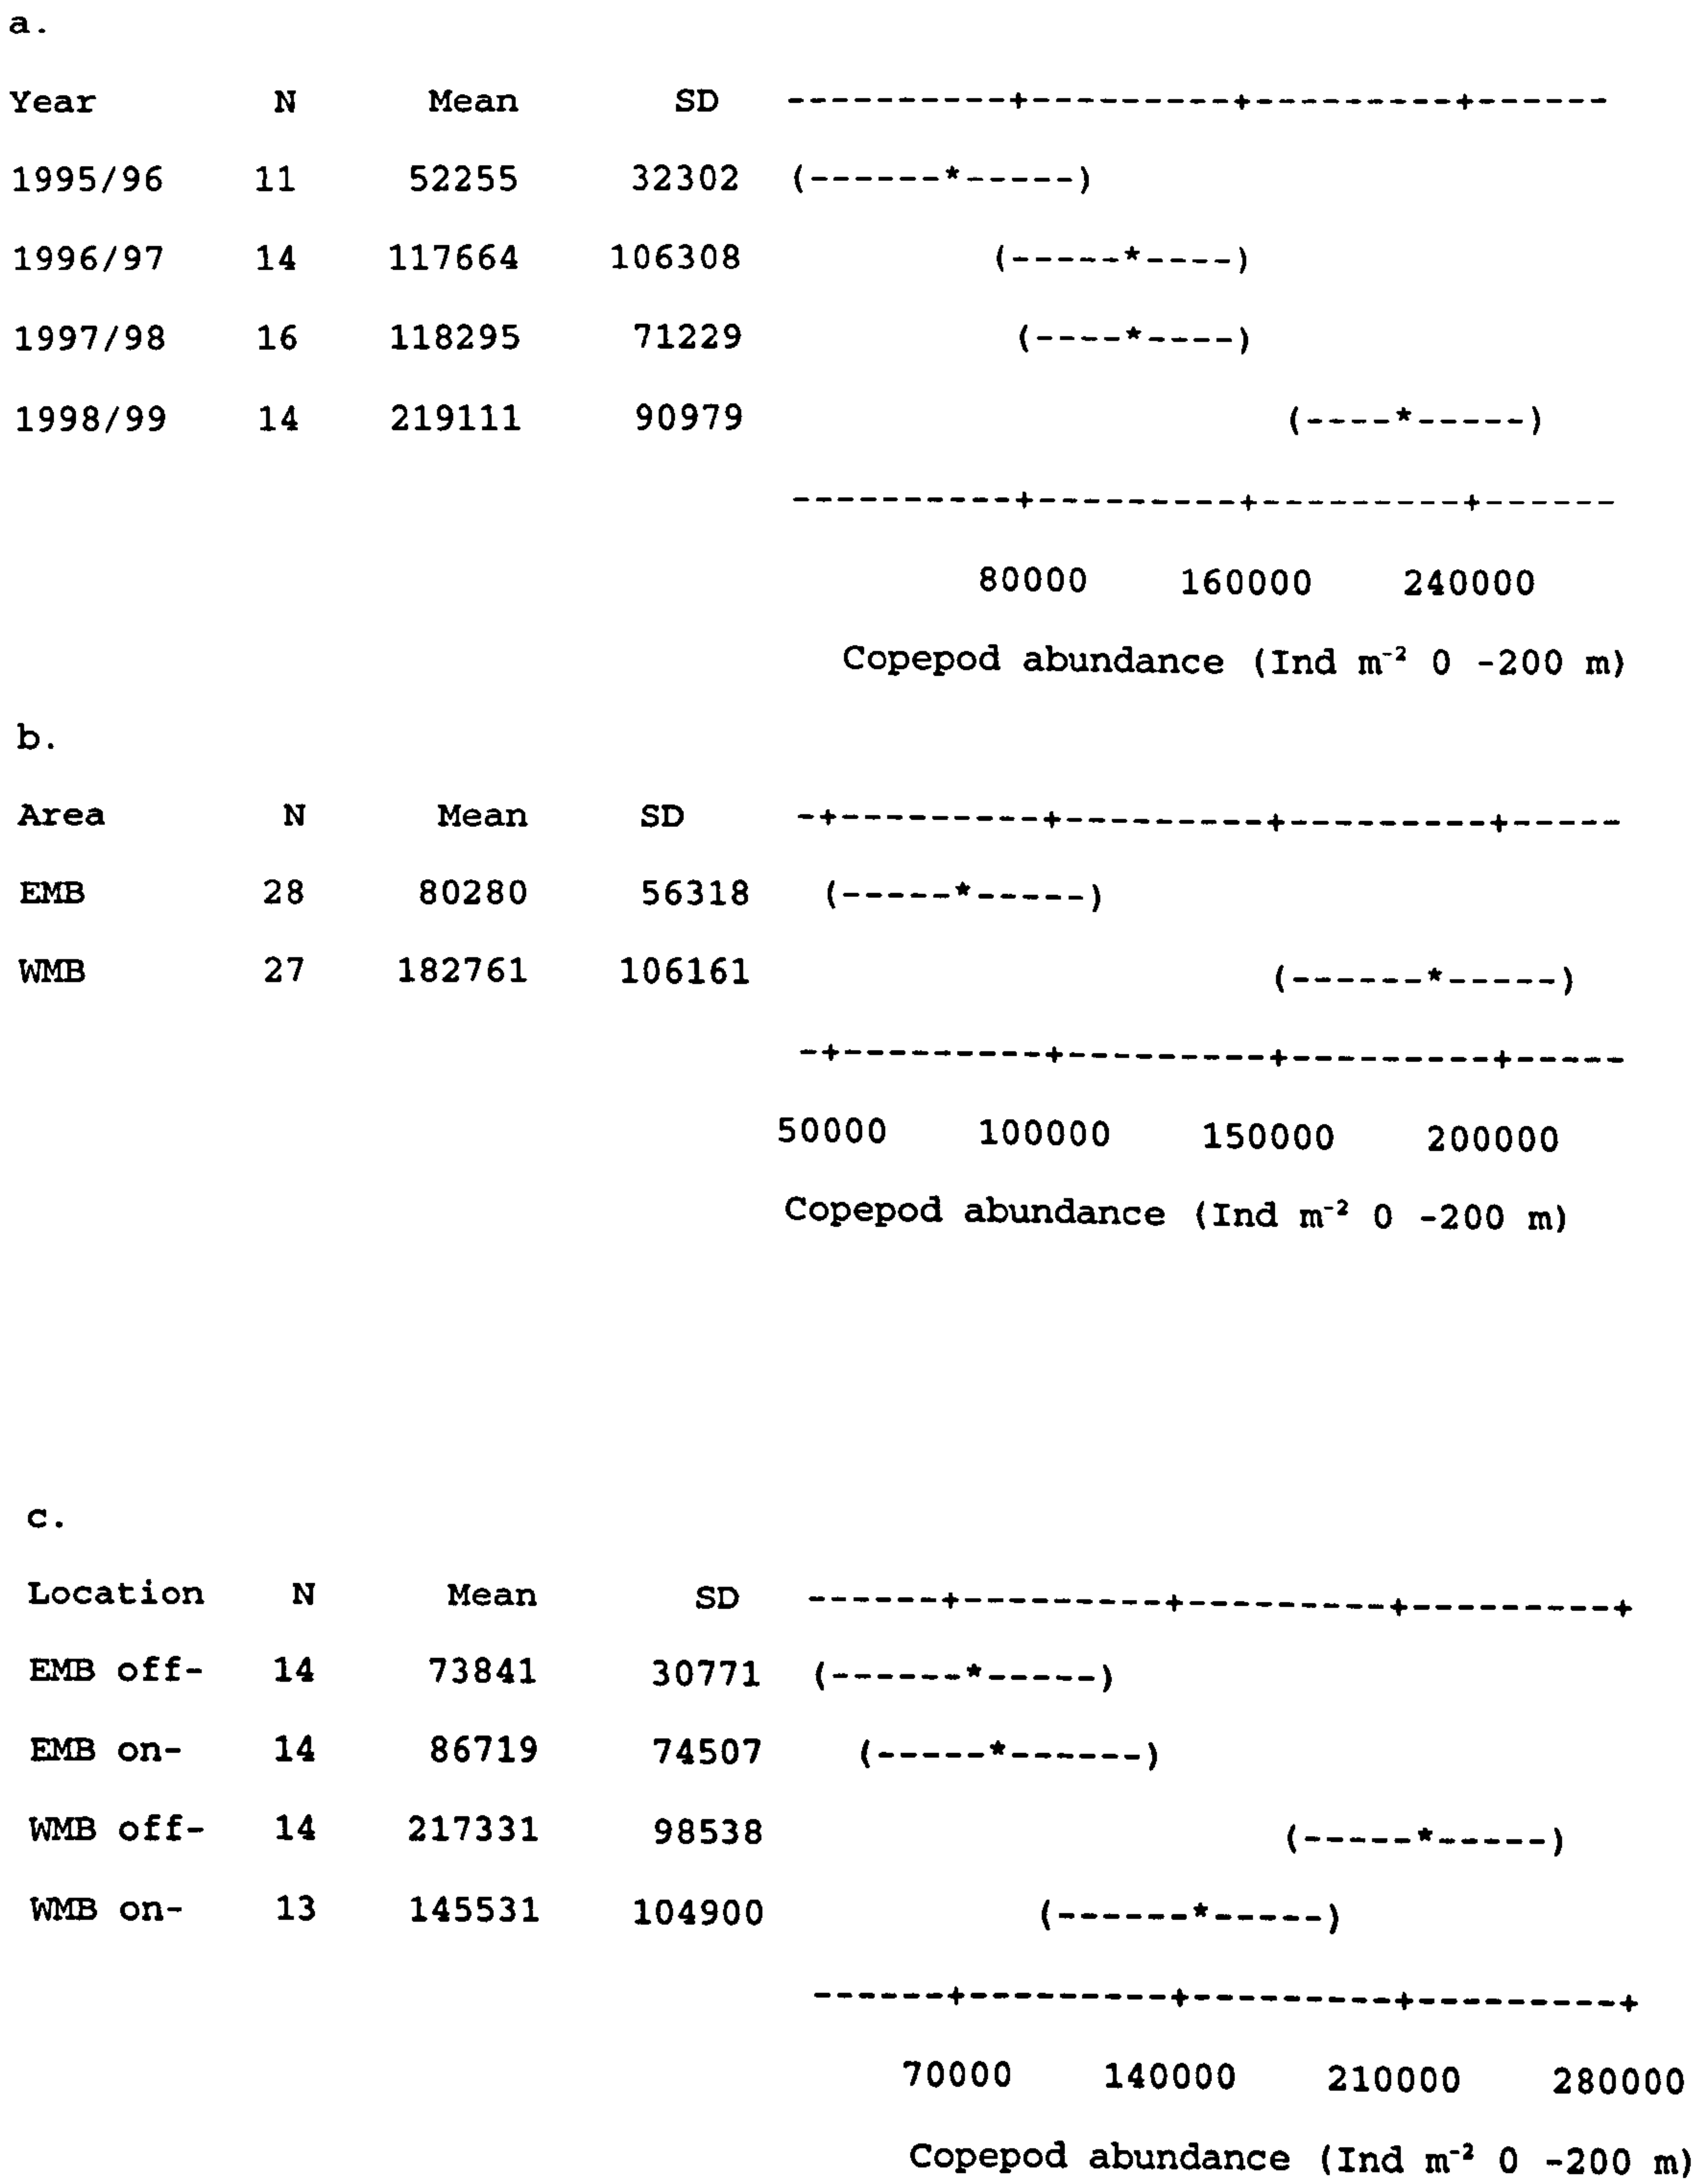 a.
Year N Mean SD ----------+---------+---------+------
1995/96 11 52255 32302 (------*-----)
1996/97 14 117664 106308 (-----*----)
1997/98 16 118295 71229 (----*----)
1998/99 14 219111 90979 (----*-----)
----------+---------+---------+------
80000 160000 240000
Copepod abundance (Ind m⁻² 0 -200 m)
b.
Area N Mean SD -+---------+---------+---------+-----
EMB 28 80280 56318 (-----*-----)
WMB 27 182761 106161 (------*-----)
-+---------+---------+---------+-----
50000 100000 150000 200000
Copepod abundance (Ind m⁻² 0 -200 m)
c.
Location N Mean SD ------+---------+---------+---------+
EMB off- 14 73841 30771 (------*-----)
EMB on- 14 86719 74507 (-----*------)
WMB off- 14 217331 98538 (-----*-----)
WMB on- 13 145531 104900 (------*-----)
------+---------+---------+---------+
70000 140000 210000 280000
Copepod abundance (Ind m⁻² 0 -200 m)